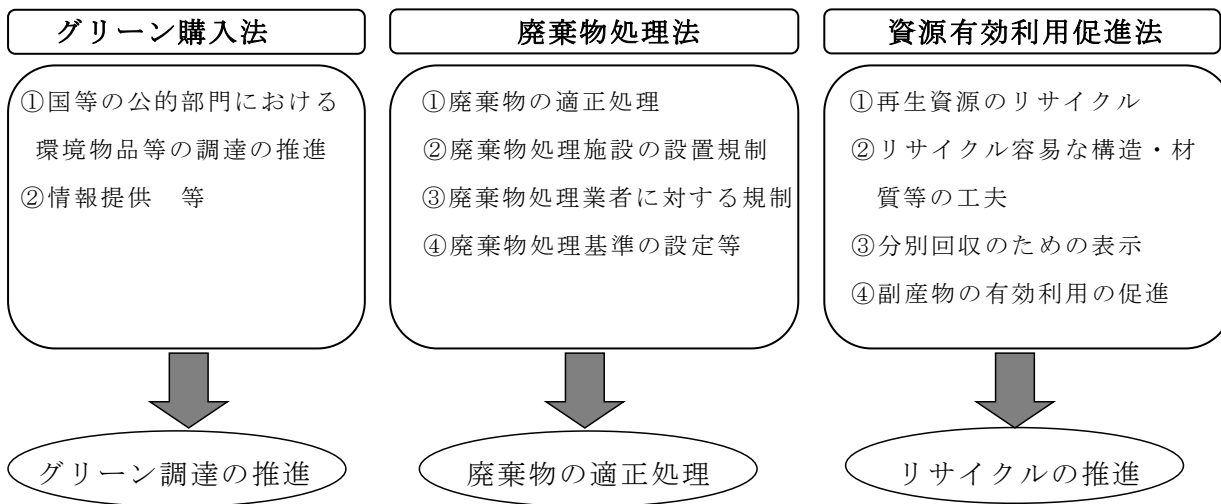 グリーン購入法
①国等の公的部門における
環境物品等の調達の推進
②情報提供　等
グリーン調達の推進
廃棄物処理法
①廃棄物の適正処理
②廃棄物処理施設の設置規制
③廃棄物処理業者に対する規制
④廃棄物処理基準の設定等
廃棄物の適正処理
資源有効利用促進法
①再生資源のリサイクル
②リサイクル容易な構造・材
質等の工夫
③分別回収のための表示
④副産物の有効利用の促進
リサイクルの推進